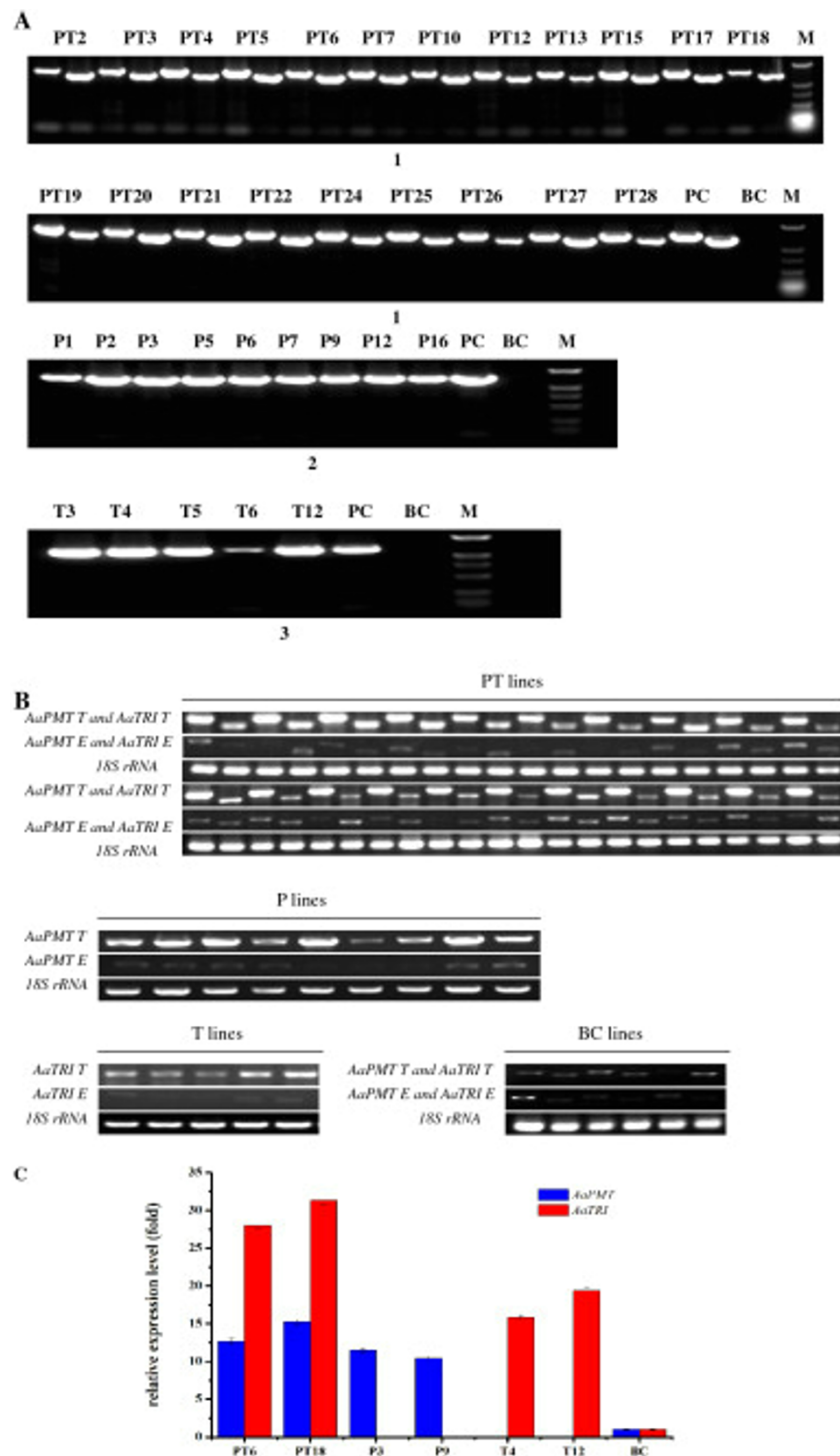 A
PT2 PT3 PT4 PT5 PT6 PT7 PT10 PT12 PT13 PT15 PT17 PT18 M
1
PT19 PT20 PT21 PT22 PT24 PT25 PT26 PT27 PT28 PC BC M
1
P1 P2 P3 P5 P6 P7 P9 P12 P16 PC BC M
2
T3 T4 T5 T6 T12 PC BC M
3
B
PT lines
AaPMT T and AaTRI T
AaPMT E and AaTRI E
18S rRNA
AaPMT T and AaTRI T
AaPMT E and AaTRI E
18S rRNA
P lines
AaPMT T
AaPMT E
18S rRNA
T lines BC lines
AaTRI T AaPMT T and AaTRI T
AaTRI E AaPMT E and AaTRI E
18S rRNA 18S rRNA
C
relative expression level (fold)
35
30
25
20
15
10
5
0
AaPMT
AaTRI
PT6 PT18 P3 P9 T4 T12 BC